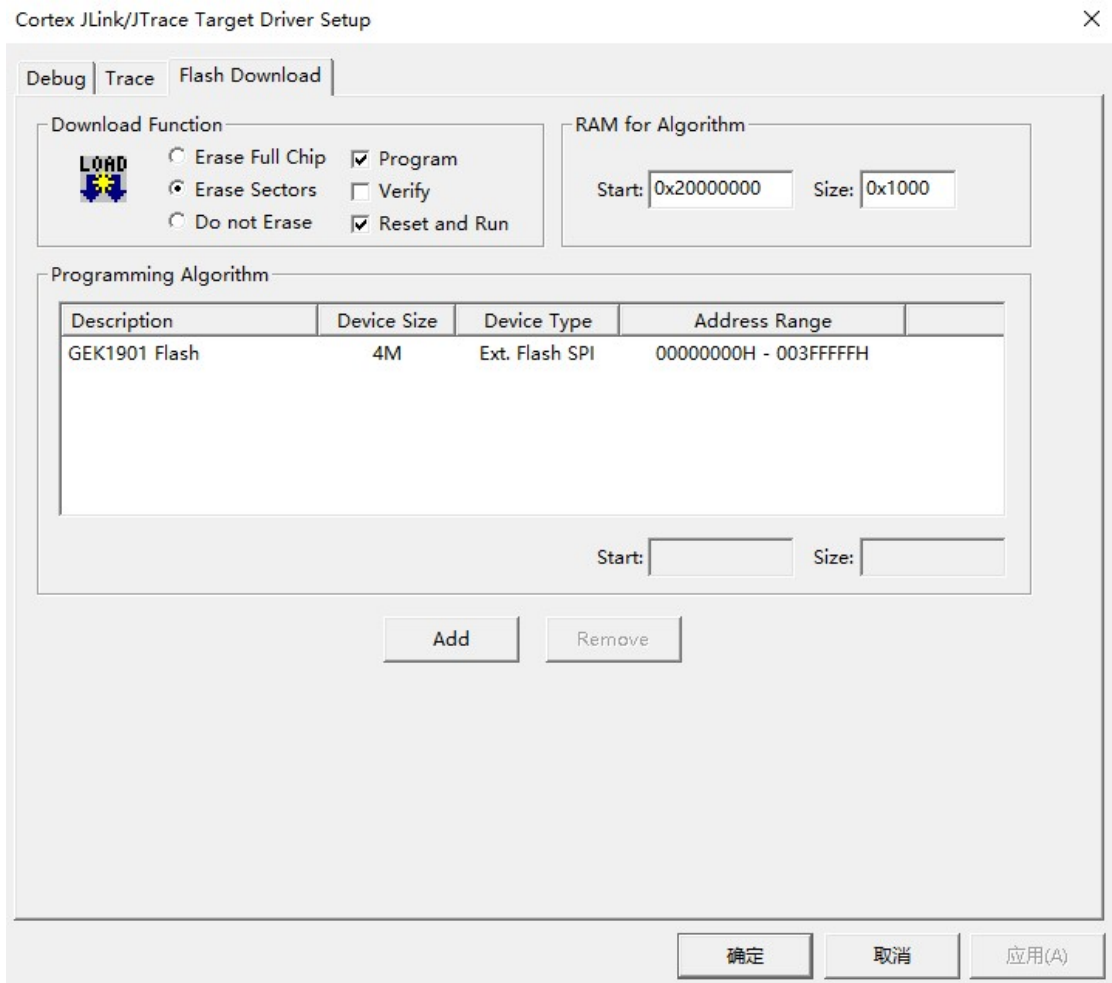 Cortex JLink/JTrace Target Driver Setup
Debug Trace Flash Download
Download Function
LOAD
Erase Full Chip
Erase Sectors
Do not Erase
Program
Verify
Reset and Run
RAM for Algorithm
Start: 0x20000000 Size: 0x1000
Programming Algorithm
Description Device Size Device Type Address Range
GEK1901 Flash 4M Ext. Flash SPI 00000000H - 003FFFFFH
Start: Size:
Add Remove
确定 取消 应用(A)